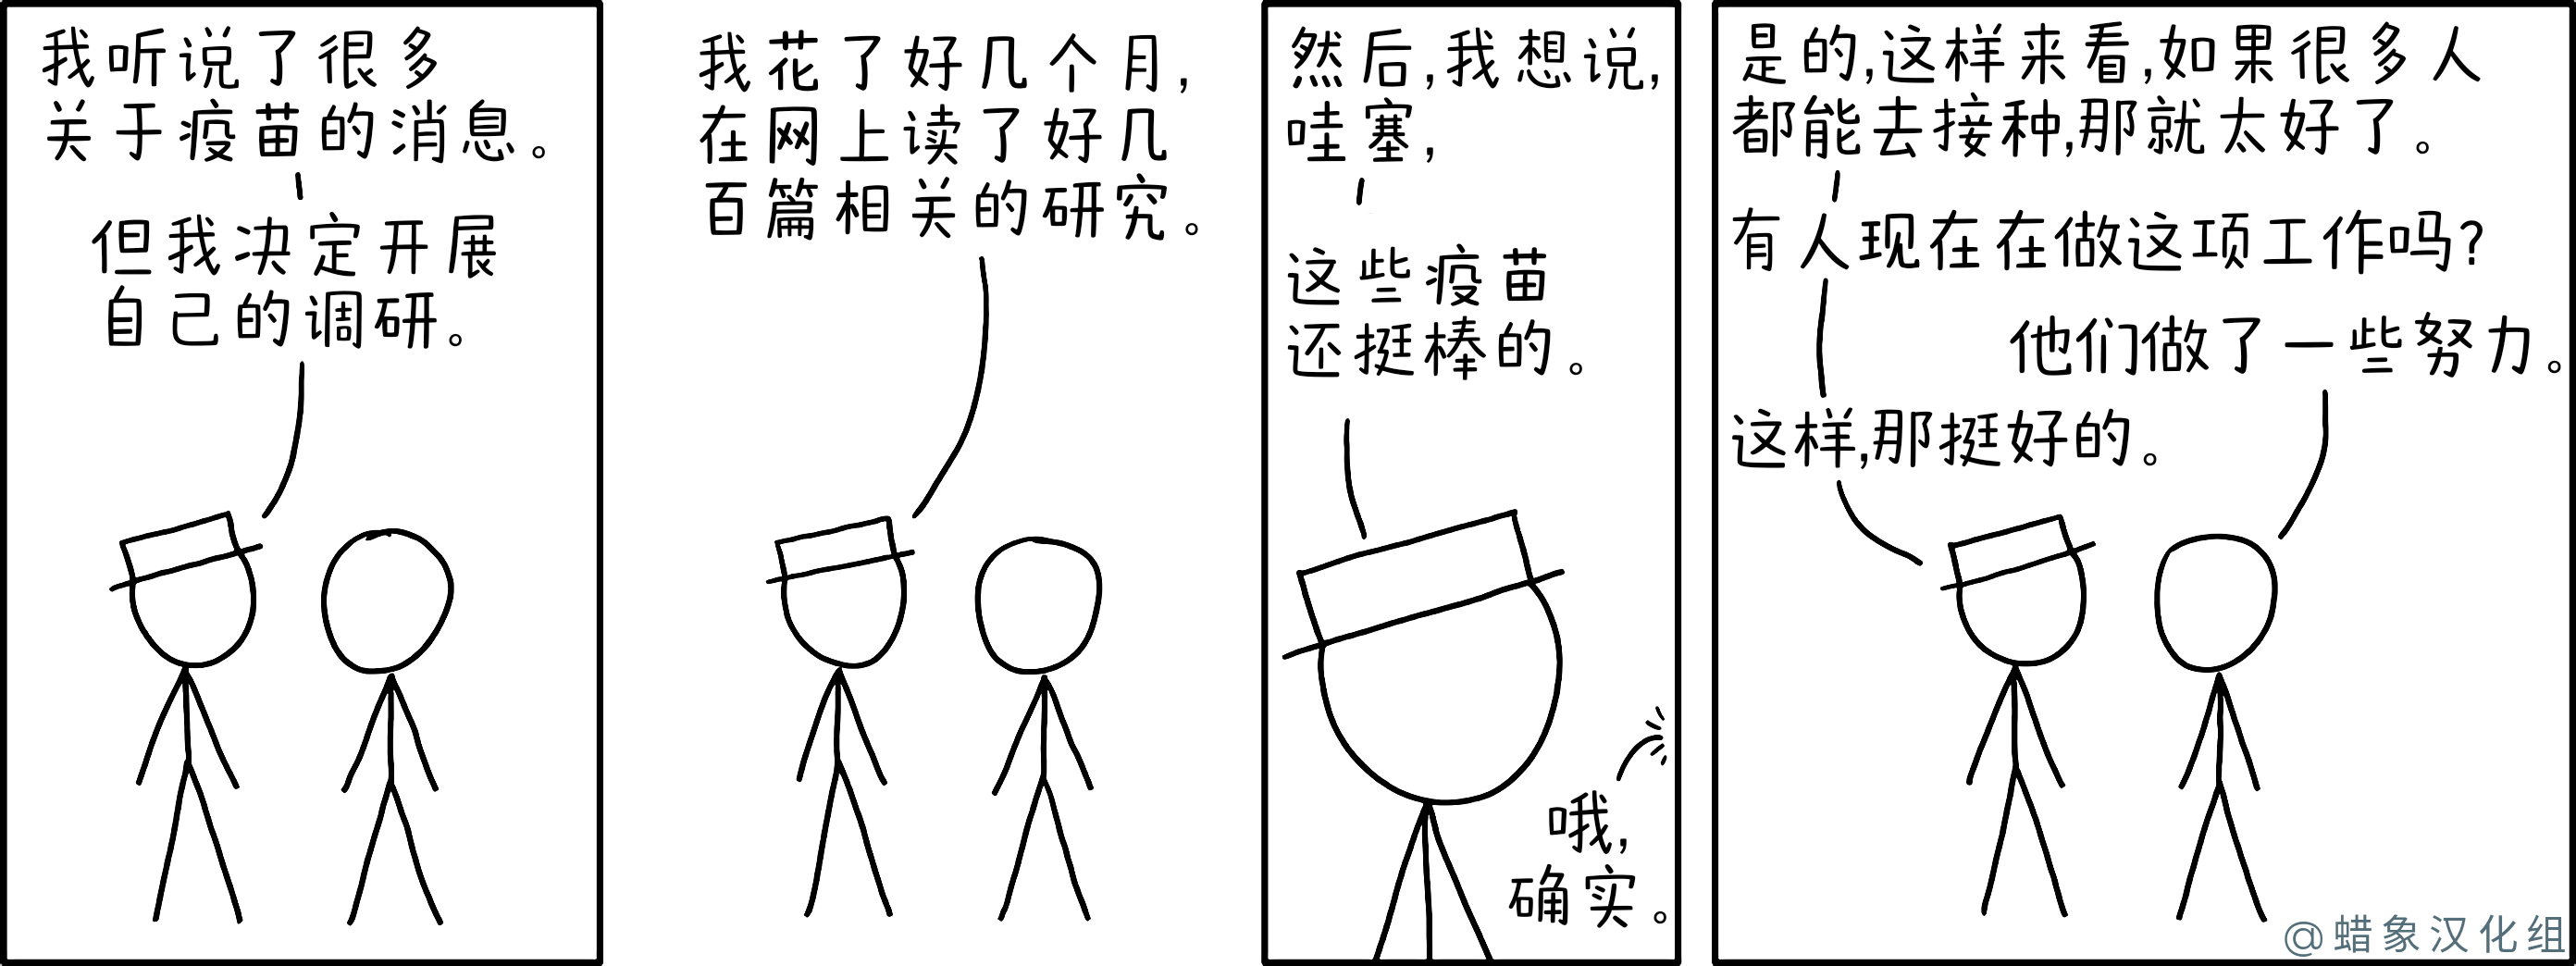 我听说了很多
关于疫苗的消息。
但我决定开展
自己的调研。
我花了好几个月,
在网上读了好几
百篇相关的研究。
然后,我想说,
哇塞,
这些疫苗
还挺棒的。
哦,
确实。
是的,这样来看,如果很多人
都能去接种,那就太好了。
有人现在在做这项工作吗?
他们做了一些努力。
这样,那挺好的。
@蜡象汉化组